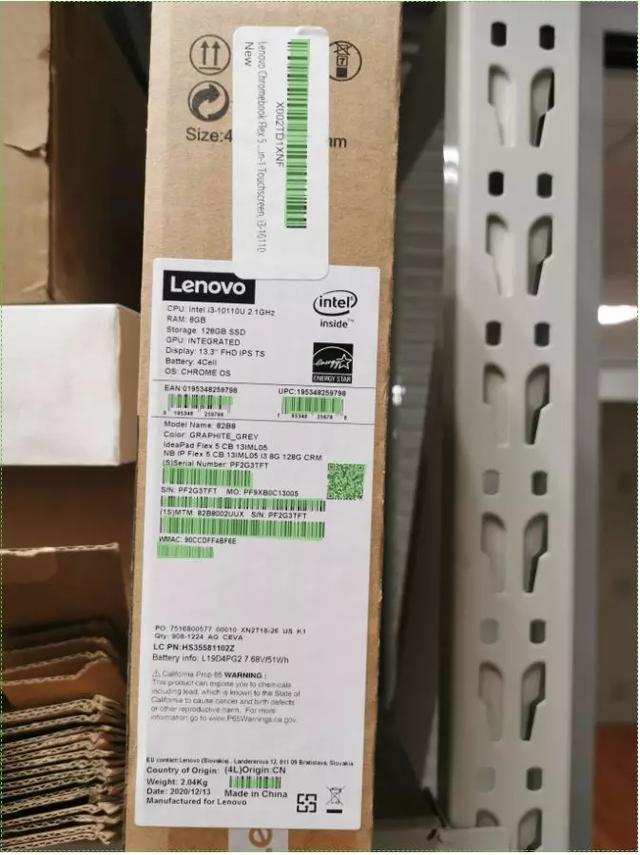 Lenovo Chromebook Flex 5 ...in-1 Touchscreen, i3-10110
New
X002TD1XNF
Size:4
mm
Lenovo
intel
inside™
CPU: Intel i3-10110U 2.1GHz
RAM: 8GB
Storage: 128GB SSD
GPU: INTEGRATED
Display: 13.3" FHD IPS TS
Battery: 4Cell
OS: CHROME OS
energy
ENERGY STAR
EAN:0195348259798
UPC:195348259798
Model Name: 82B8
Color: GRAPHITE_GREY
IdeaPad Flex 5 CB 13IML05
NB IP Flex 5 CB 13IML05 I3 8G 128G CRM
(S)Serial Number: PF2G3TFT
S/N: PF2G3TFT MO: PF9XB0C13005
(1S)MTM: 82B8002UUX S/N: PF2G3TFT
WMAC: 90CCDFF4BF6E
PO: 7516800577 00010 XN2T18-26 US K1
Qty: 908-1224 AG CEVA
LC PN:HS35581102Z
Battery info: L19D4PG2 7.68V/51Wh
⚠ California Prop 65 WARNING:
This product can expose you to chemicals
including lead, which is known to the State of
California to cause cancer and birth defects
or other reproductive harm. For more
information go to www.P65Warnings.ca.gov.
EU contact:Lenovo (Slovakia) , Landererova 12, 811 09 Bratislava, Slovakia
Country of Origin: (4L)Origin:CN
Weight: 2.04Kg
Date: 2020/12/13 Made in China
Manufactured for Lenovo